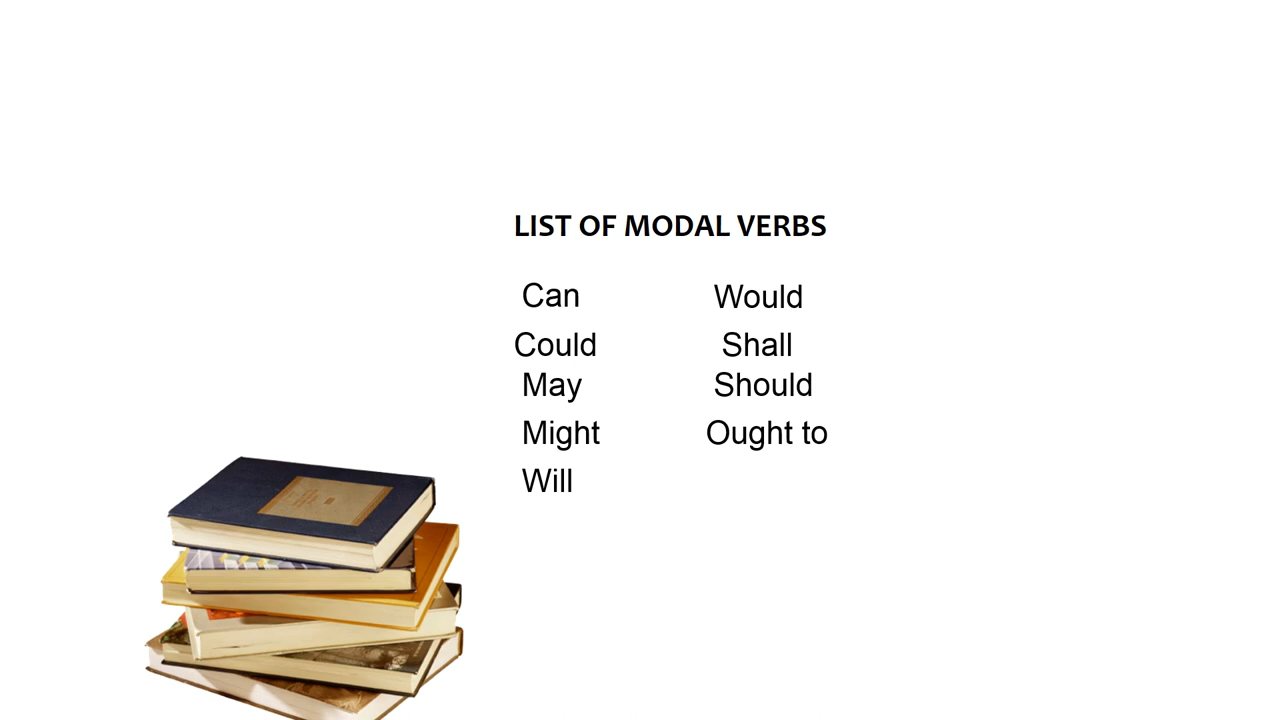 LIST OF MODAL VERBS
Can
Could
May
Might
Will
Would
Shall
Should
Ought to